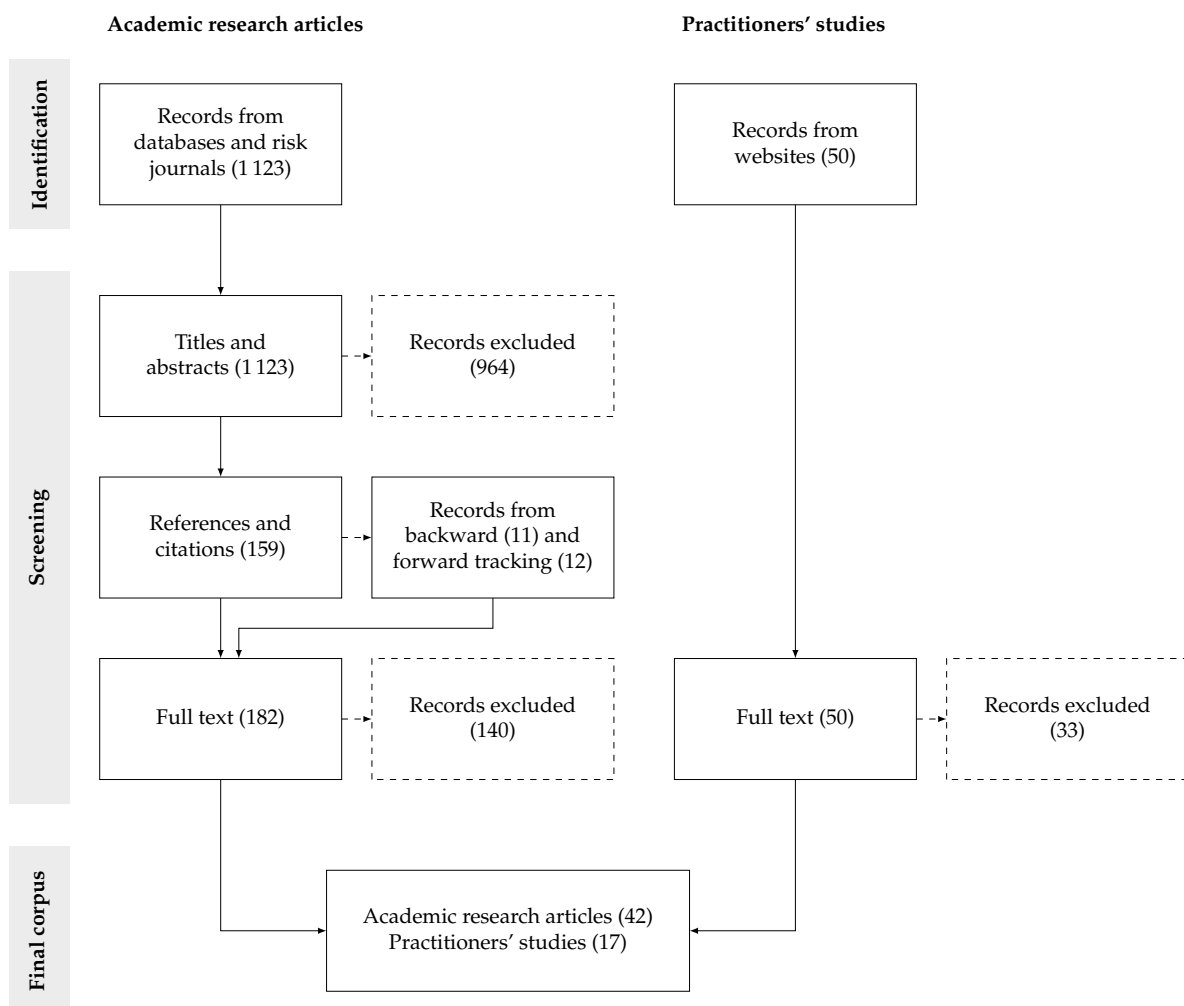 Academic research articles
Practitioners' studies
Identification
Records from
databases and risk
journals (1 123)
Records from
websites (50)
Screening
Titles and
abstracts (1 123)
Records excluded
(964)
References and
citations (159)
Records from
backward (11) and
forward tracking (12)
Full text (182)
Records excluded
(140)
Full text (50)
Records excluded
(33)
Final corpus
Academic research articles (42)
Practitioners' studies (17)